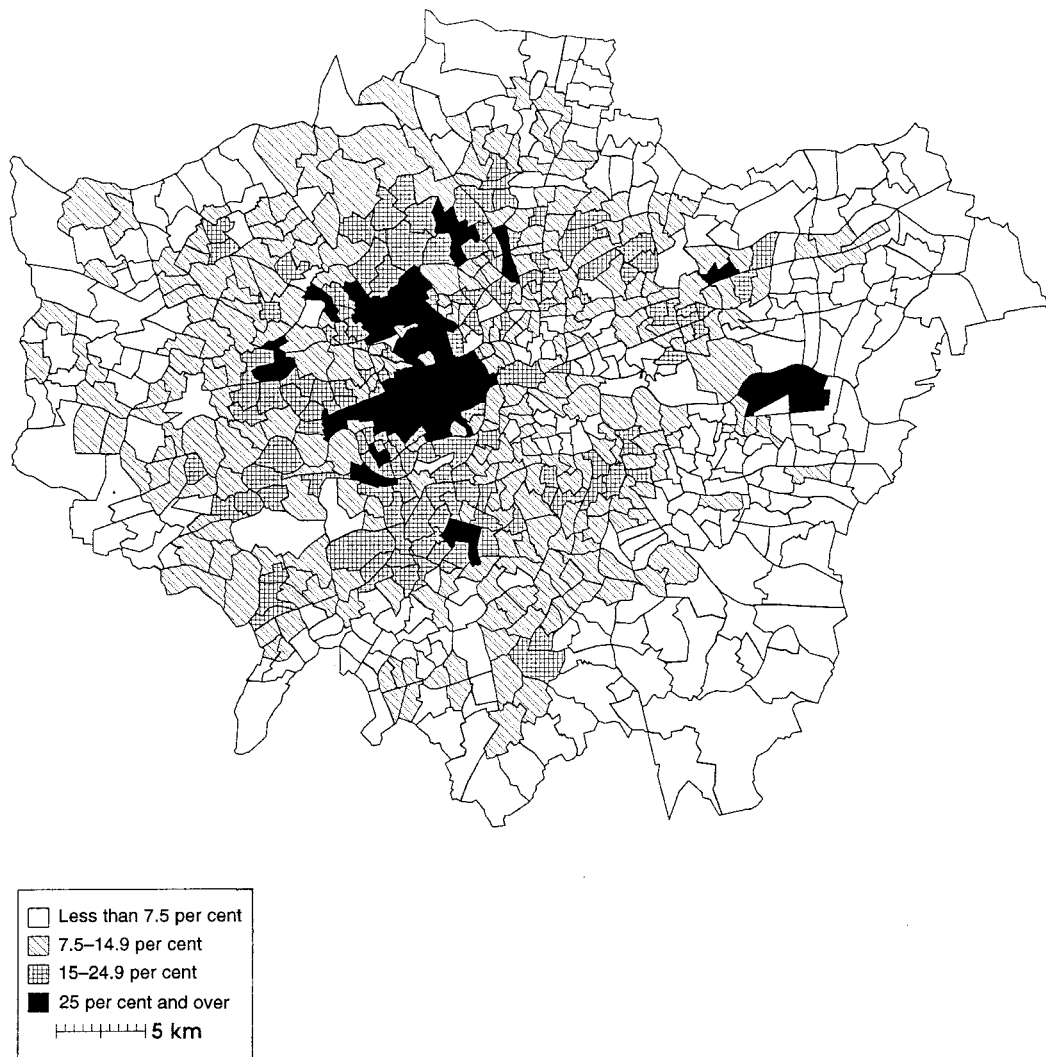 Less than 7.5 per cent
7.5–14.9 per cent
15–24.9 per cent
25 per cent and over
5 km